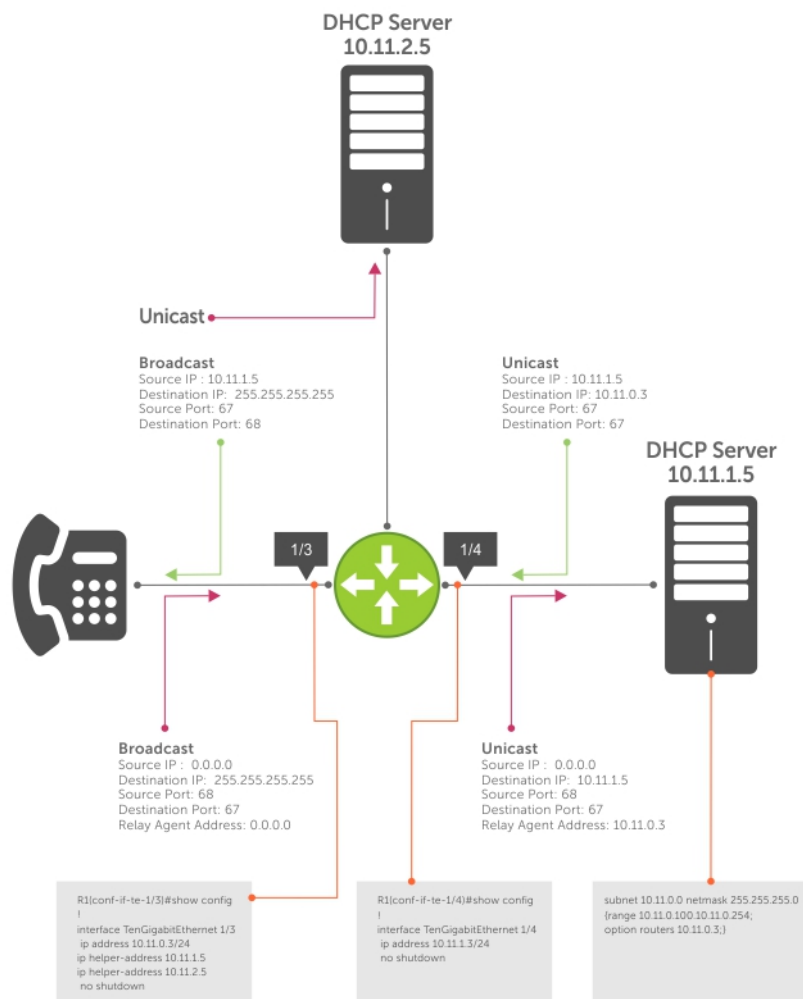 DHCP Server
10.11.2.5
Unicast
Broadcast
Source IP : 10.11.1.5
Destination IP:  255.255.255.255
Source Port: 67
Destination Port: 68
Unicast
Source IP : 10.11.1.5
Destination IP: 10.11.0.3
Source Port: 67
Destination Port: 67
DHCP Server
10.11.1.5
1/3
1/4
Broadcast
Source IP :  0.0.0.0
Destination IP:  255.255.255.255
Source Port: 68
Destination Port: 67
Relay Agent Address: 0.0.0.0
Unicast
Source IP :  0.0.0.0
Destination IP:  10.11.1.5
Source Port: 68
Destination Port: 67
Relay Agent Address: 10.11.0.3
R1(conf-if-te-1/3)#show config
!
interface TenGigabitEthernet 1/3
ip address 10.11.0.3/24
ip helper-address 10.11.1.5
ip helper-address 10.11.2.5
no shutdown
R1(conf-if-te-1/4)#show config
!
interface TenGigabitEthernet 1/4
ip address 10.11.1.3/24
no shutdown
subnet 10.11.0.0 netmask 255.255.255.0
{range 10.11.0.100.10.11.0.254;
option routers 10.11.0.3;}